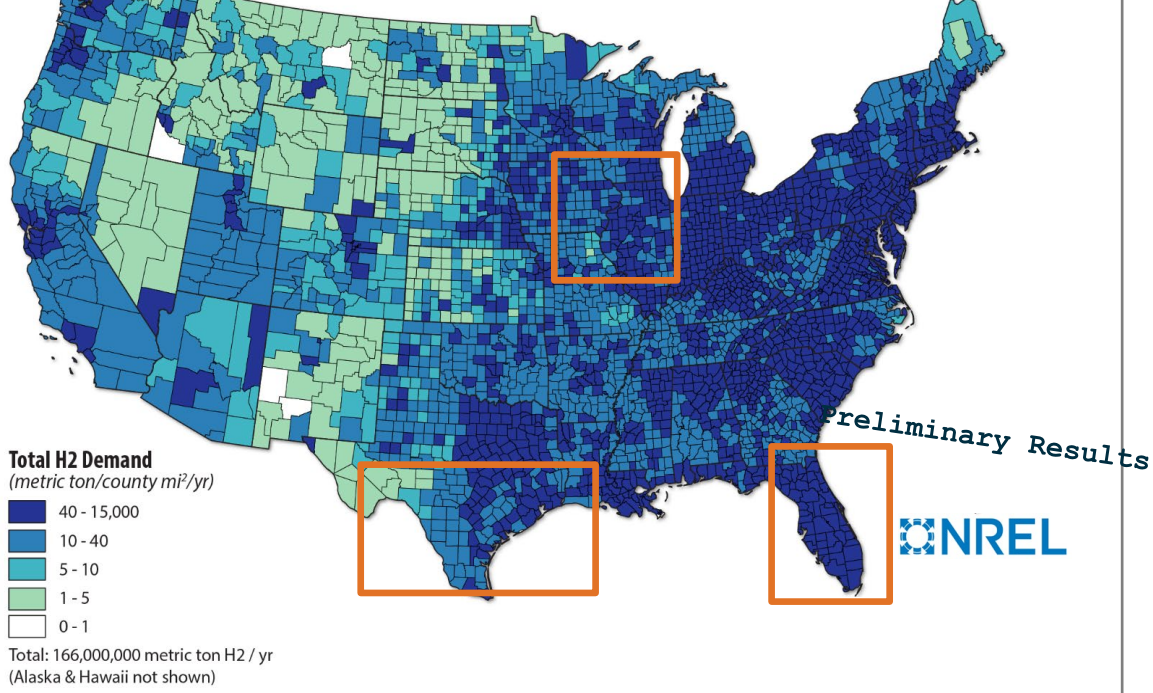 Preliminary Results
Total H2 Demand
(metric ton/county mi²/yr)
40 - 15,000
10 - 40
5 - 10
1 - 5
0 - 1
Total: 166,000,000 metric ton H2 / yr
(Alaska & Hawaii not shown)
NREL